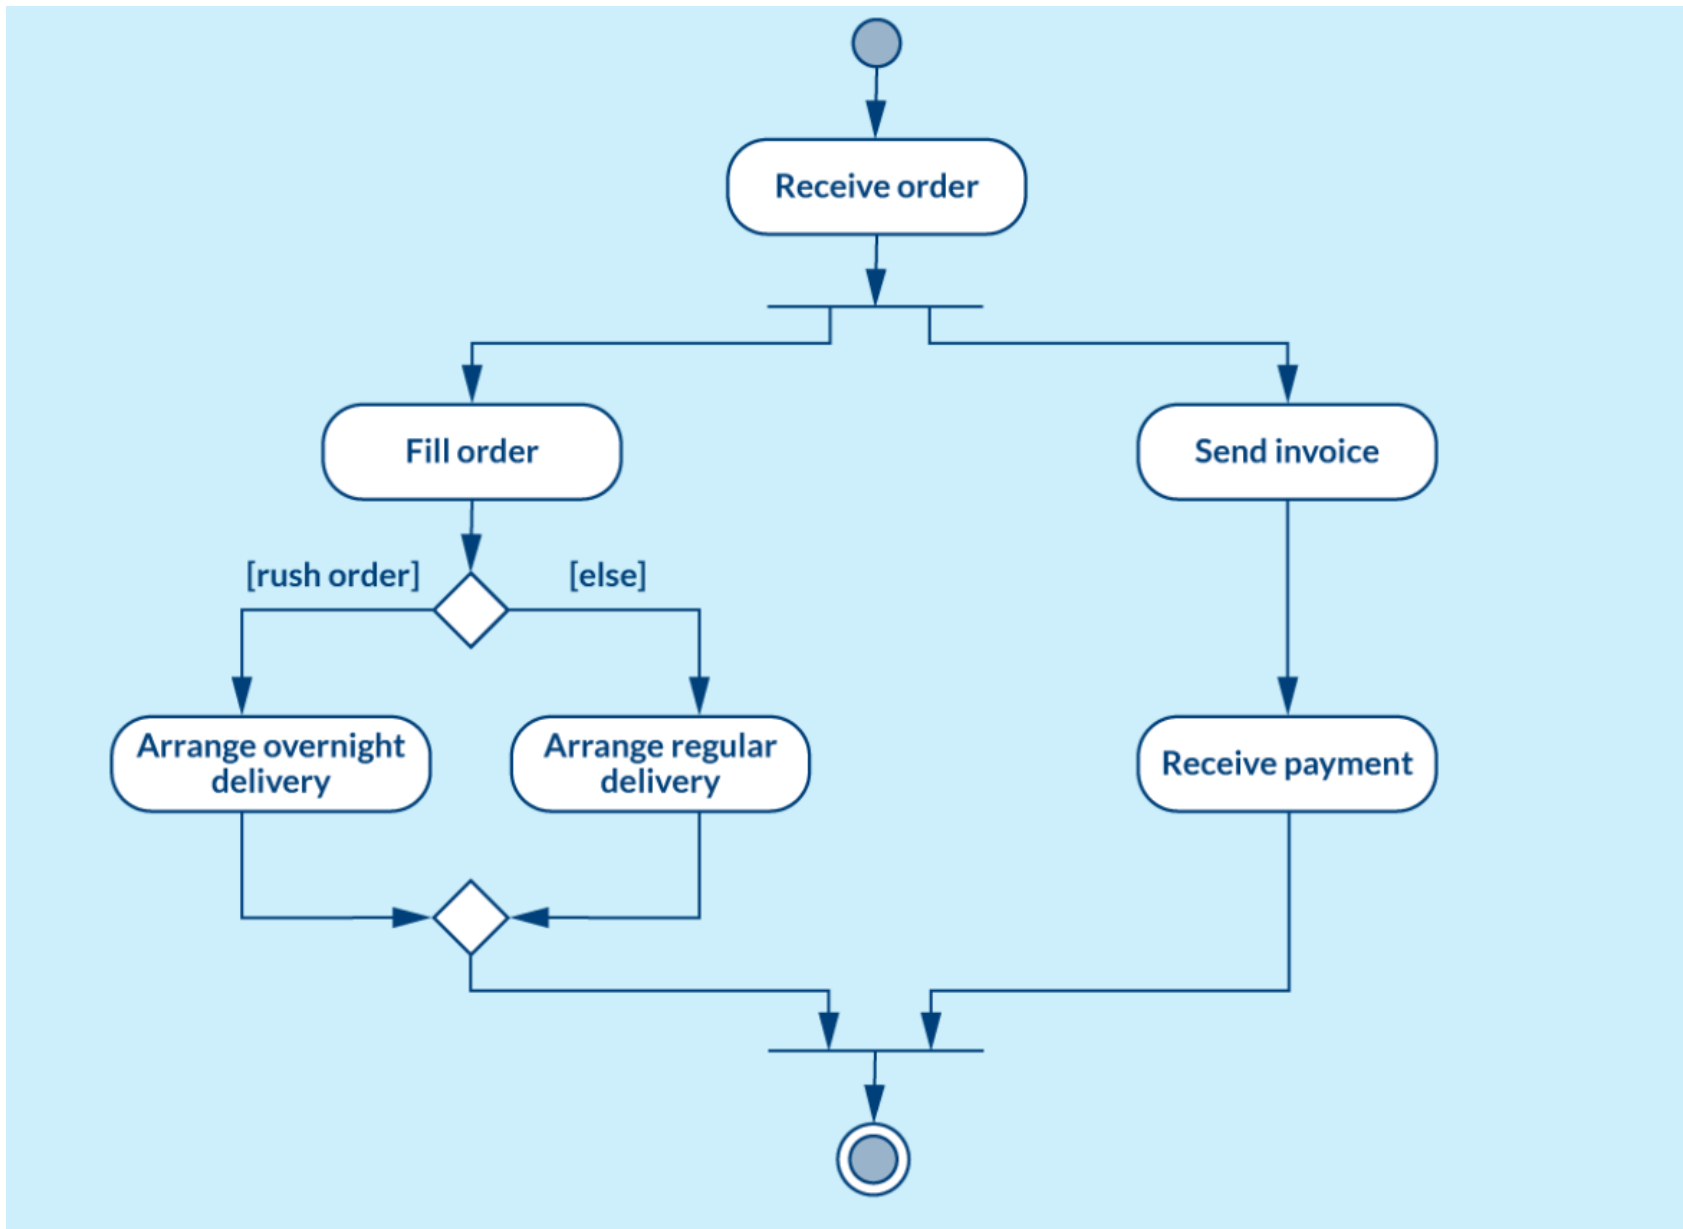 Receive order
Fill order
Send invoice
[rush order]
[else]
Arrange overnight
delivery
Arrange regular
delivery
Receive payment